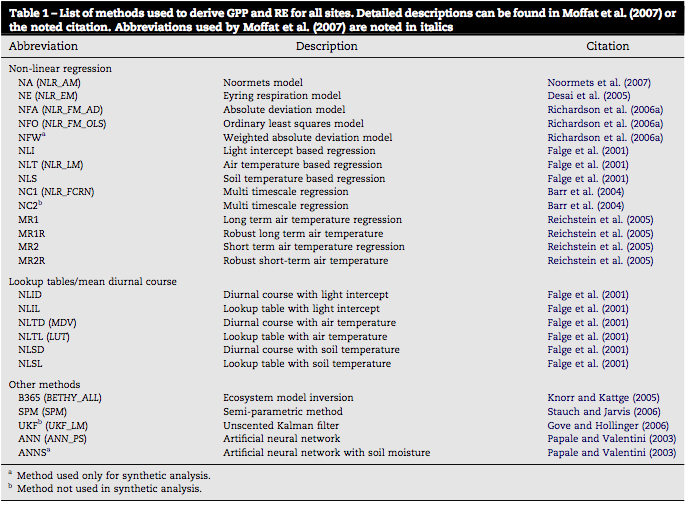 Table 1 – List of methods used to derive GPP and RE for all sites. Detailed descriptions can be found in Moffat et al. (2007) or
the noted citation. Abbreviations used by Moffat et al. (2007) are noted in italics
Abbreviation Description Citation
Non-linear regression
NA (NLR_AM) Noormets model Noormets et al. (2007)
NE (NLR_EM) Eyring respiration model Desai et al. (2005)
NFA (NLR_FM_AD) Absolute deviation model Richardson et al. (2006a)
NFO (NLR_FM_OLS) Ordinary least squares model Richardson et al. (2006a)
NFWa Weighted absolute deviation model Richardson et al. (2006a)
NLI Light intercept based regression Falge et al. (2001)
NLT (NLR_LM) Air temperature based regression Falge et al. (2001)
NLS Soil temperature based regression Falge et al. (2001)
NC1 (NLR_FCRN) Multi timescale regression Barr et al. (2004)
NC2b Multi timescale regression Barr et al. (2004)
MR1 Long term air temperature regression Reichstein et al. (2005)
MR1R Robust long term air temperature Reichstein et al. (2005)
MR2 Short term air temperature regression Reichstein et al. (2005)
MR2R Robust short-term air temperature Reichstein et al. (2005)
Lookup tables/mean diurnal course
NLID Diurnal course with light intercept Falge et al. (2001)
NLIL Lookup table with light intercept Falge et al. (2001)
NLTD (MDV) Diurnal course with air temperature Falge et al. (2001)
NLTL (LUT) Lookup table with air temperature Falge et al. (2001)
NLSD Diurnal course with soil temperature Falge et al. (2001)
NLSL Lookup table with soil temperature Falge et al. (2001)
Other methods
B365 (BETHY_ALL) Ecosystem model inversion Knorr and Kattge (2005)
SPM (SPM) Semi-parametric method Stauch and Jarvis (2006)
UKFb (UKF_LM) Unscented Kalman filter Gove and Hollinger (2006)
ANN (ANN_PS) Artificial neural network Papale and Valentini (2003)
ANNSa Artificial neural network with soil moisture Papale and Valentini (2003)
a Method used only for synthetic analysis.
b Method not used in synthetic analysis.